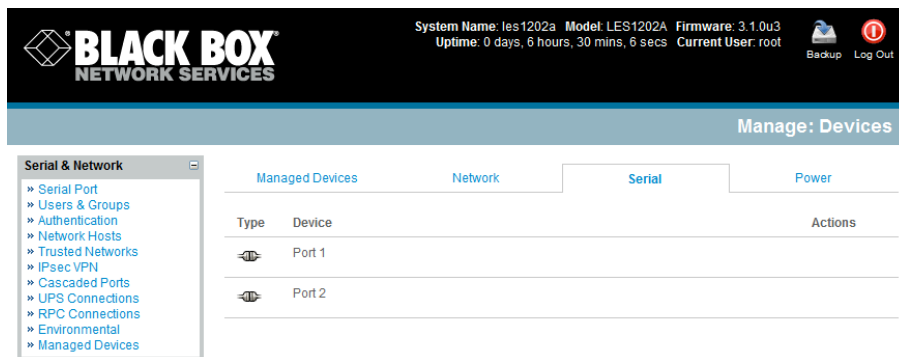 System Name: les1202a Model: LES1202A Firmware: 3.1.0u3
Uptime: 0 days, 6 hours, 30 mins, 6 secs Current User: root
BLACK BOX
NETWORK SERVICES
Backup Log Out
Manage: Devices
Serial & Network
» Serial Port
» Users & Groups
» Authentication
» Network Hosts
» Trusted Networks
» IPsec VPN
» Cascaded Ports
» UPS Connections
» RPC Connections
» Environmental
» Managed Devices
Managed Devices Network Serial Power
Type Device Actions
Port 1
Port 2